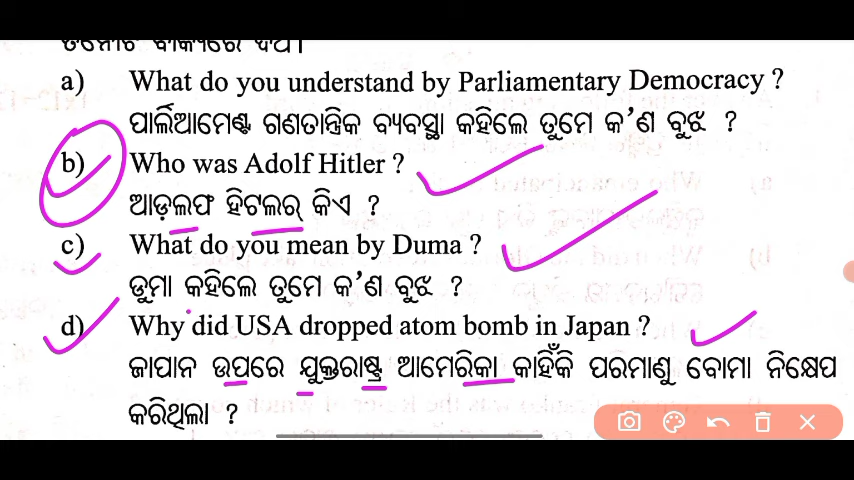 ତିନୋଟି ବାକ୍ୟରେ ଦିଅ।
a) What do you understand by Parliamentary Democracy ?
ପାର୍ଲିଆମେଣ୍ଟ ଗଣତାନ୍ତ୍ରିକ ବ୍ୟବସ୍ଥା କହିଲେ ତୁମେ କ'ଣ ବୁଝ ?
b) Who was Adolf Hitler ?
ଆଡ଼ଲଫ ହିଟଲର୍ କିଏ ?
c) What do you mean by Duma ?
ଡୁମା କହିଲେ ତୁମେ କ'ଣ ବୁଝ ?
d) Why did USA dropped atom bomb in Japan ?
ଜାପାନ ଉପରେ ଯୁକ୍ତରାଷ୍ଟ୍ର ଆମେରିକା କାହିଁକି ପରମାଣୁ ବୋମା ନିକ୍ଷେପ
କରିଥିଲା ?